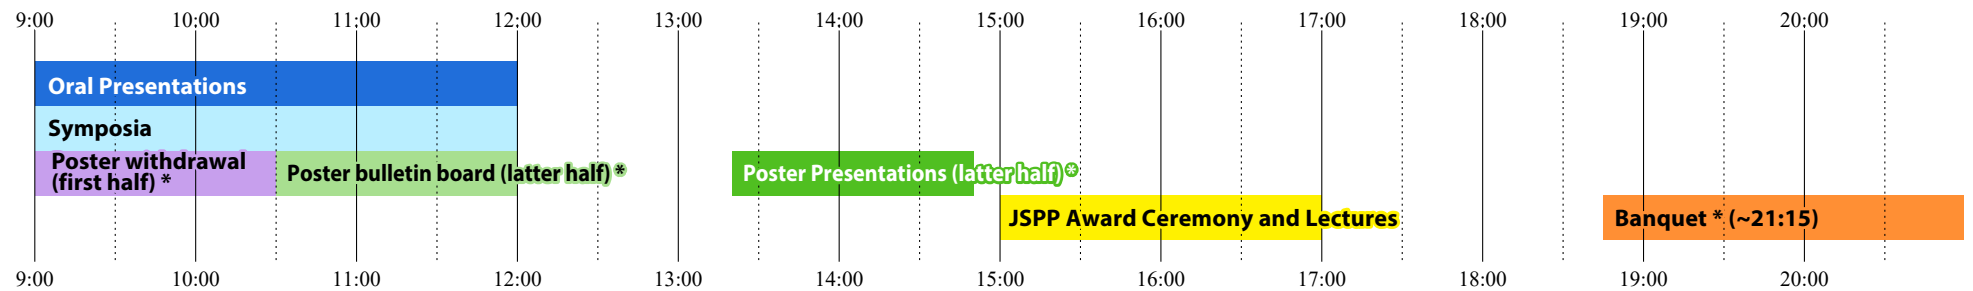 9:00 10:00 11:00 12:00 13:00 14:00 15:00 16:00 17:00 18:00 19:00 20:00
Oral Presentations
Symposia
Poster withdrawal
(first half) *
Poster bulletin board (latter half) *
Poster Presentations (latter half) *
JSPP Award Ceremony and Lectures
Banquet * (~21:15)
9:00 10:00 11:00 12:00 13:00 14:00 15:00 16:00 17:00 18:00 19:00 20:00